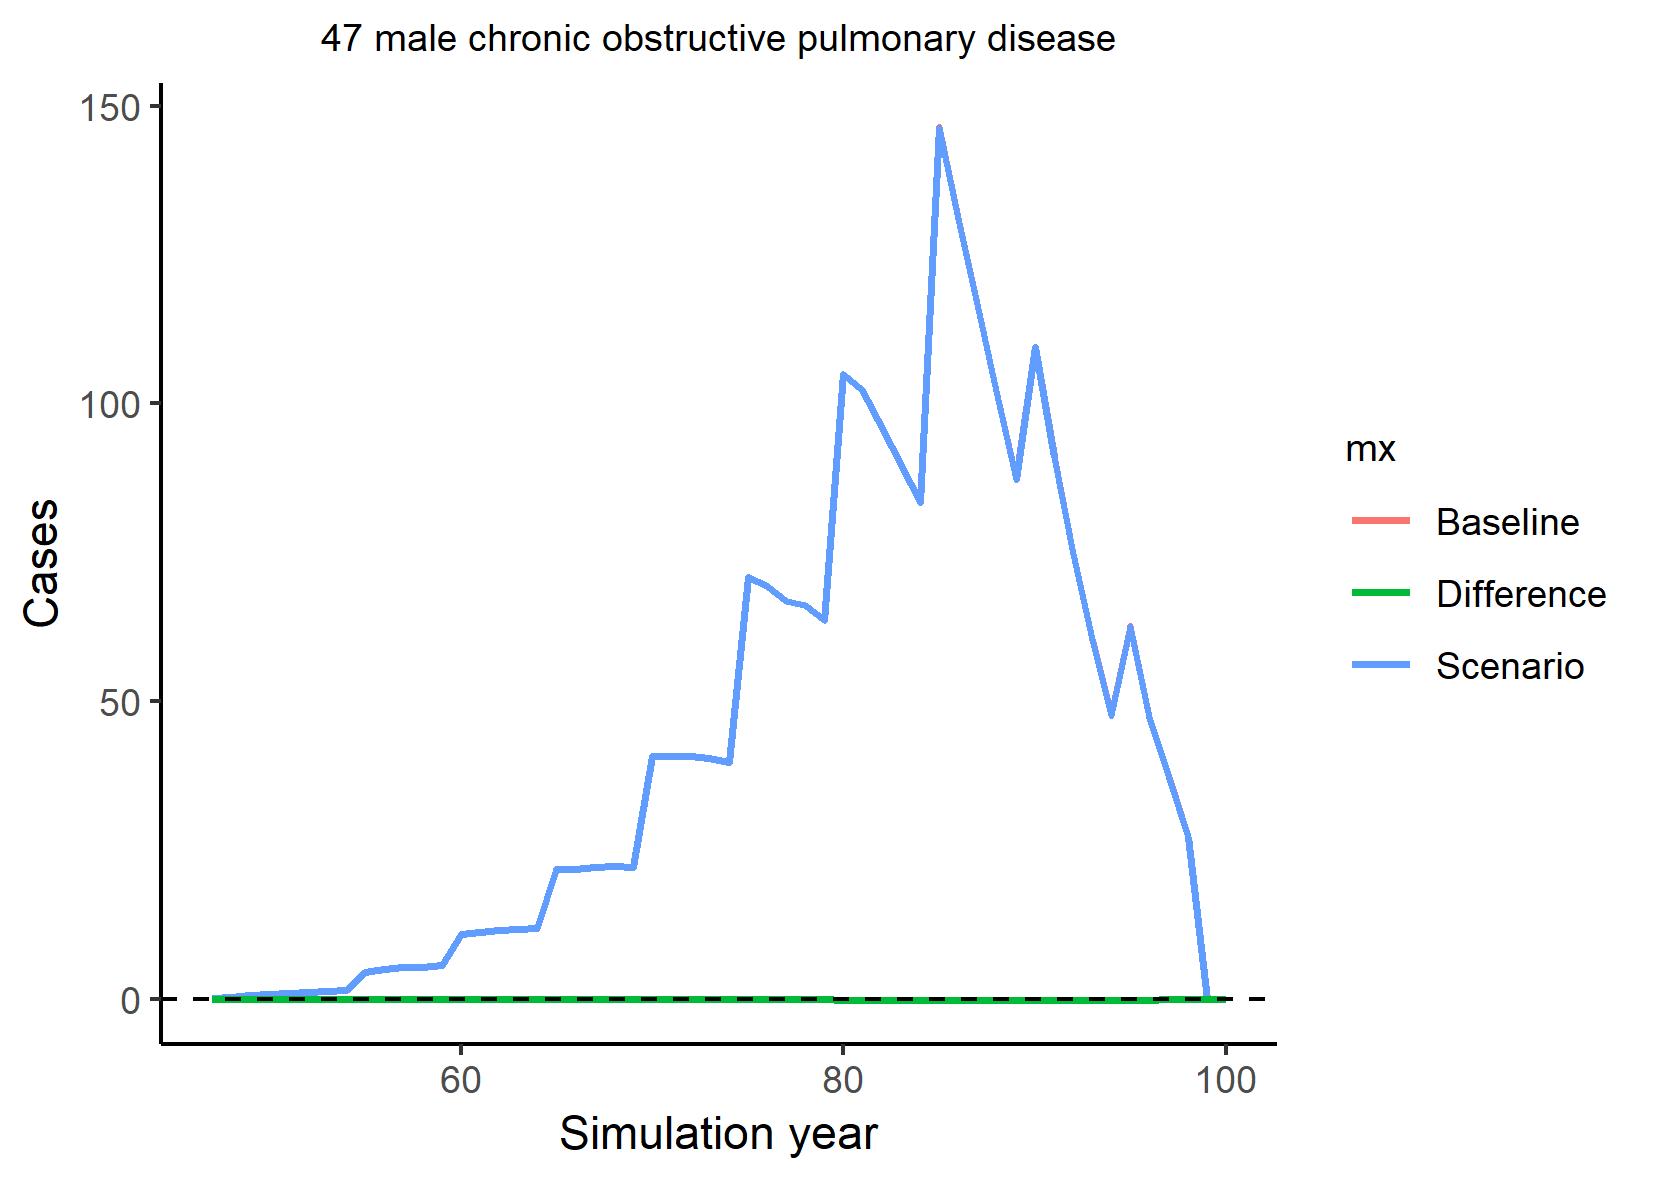 47 male chronic obstructive pulmonary disease
150
100
50
0
Cases
60
80
100
Simulation year
mx
Baseline
Difference
Scenario